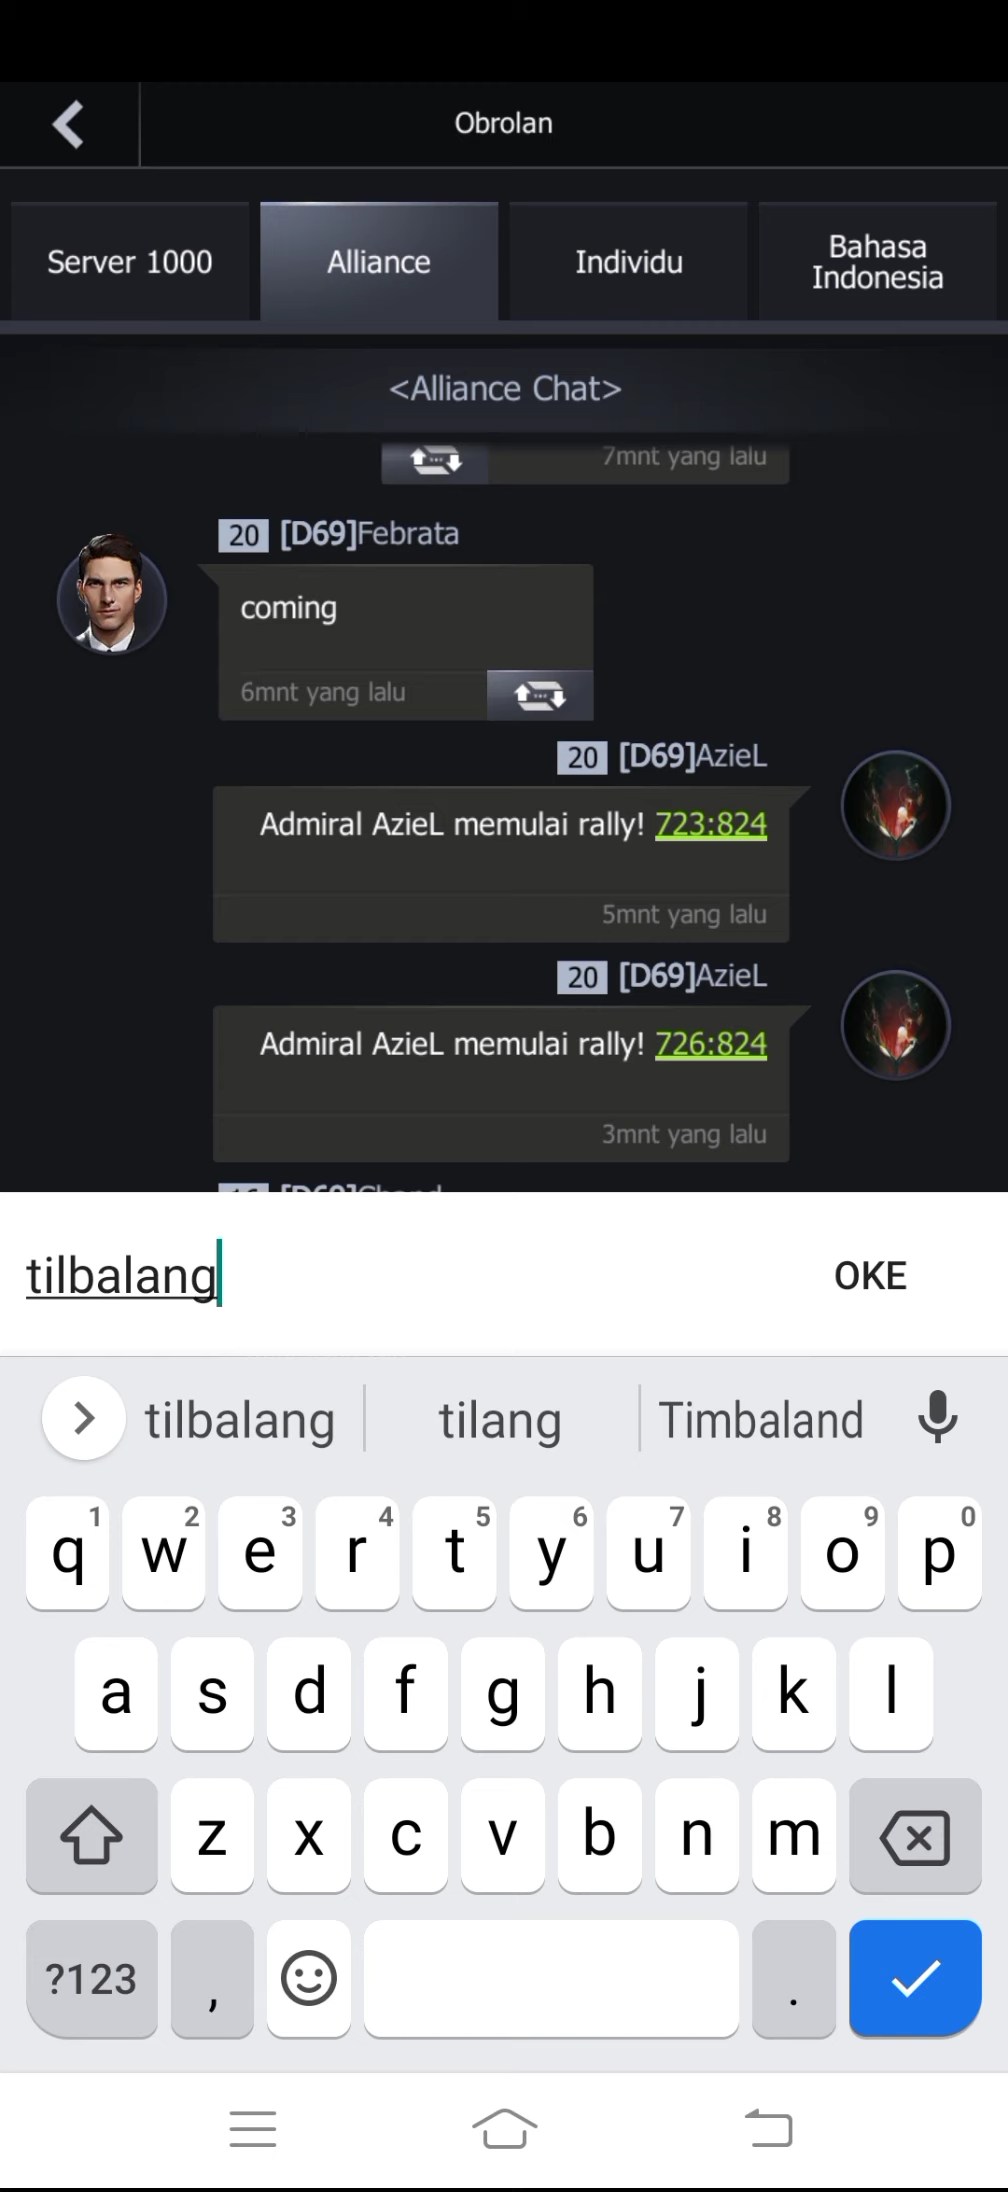 Obrolan
Server 1000
Alliance
Individu
Bahasa
Indonesia
<Alliance Chat>
7mnt yang lalu
20 [D69]Febrata
coming
6mnt yang lalu
20 [D69]AzieL
Admiral AzieL memulai rally! 723:824
5mnt yang lalu
20 [D69]AzieL
Admiral AzieL memulai rally! 726:824
3mnt yang lalu
tilbalang
OKE
tilbalang
tilang
Timbaland
1 2 3 4 5 6 7 8 9 0
q w e r t y u i o p
a s d f g h j k l
z x c v b n m
?123 , .